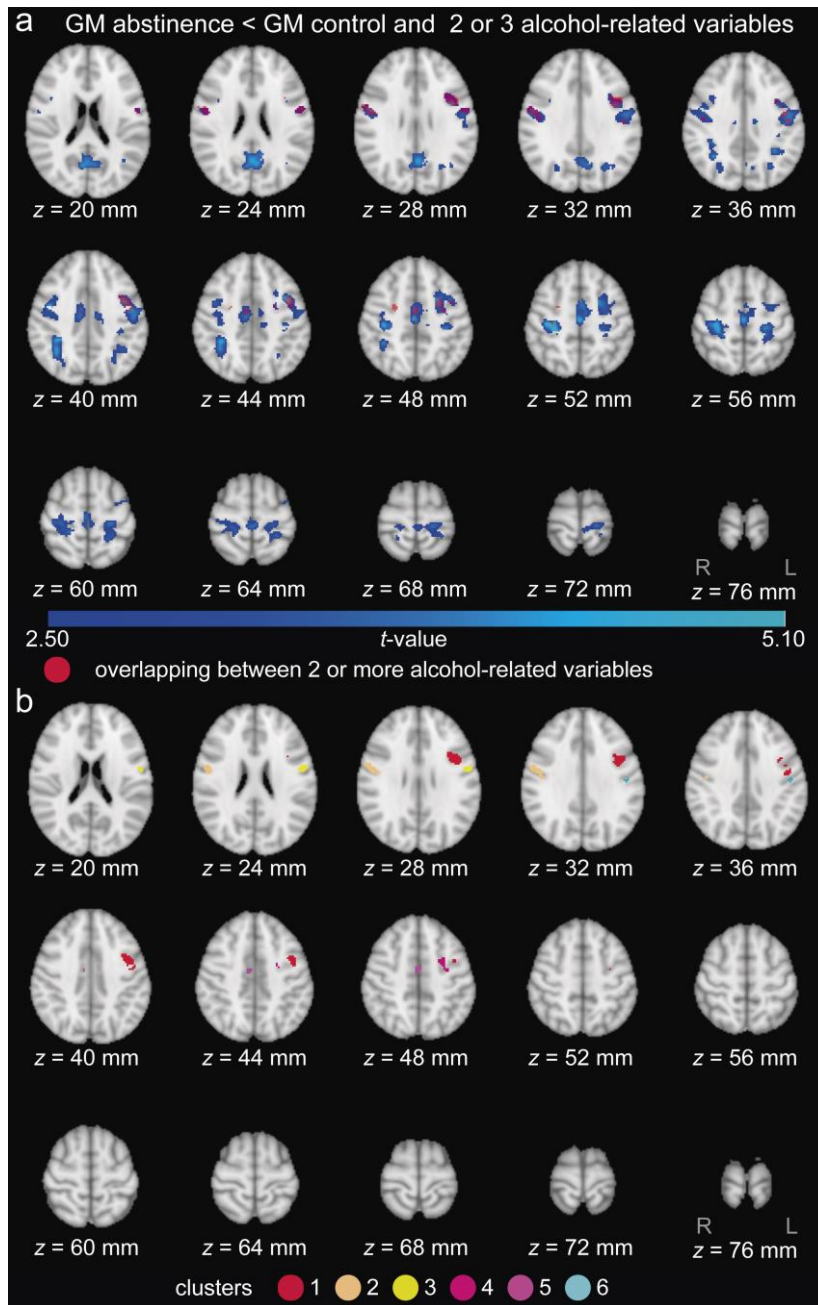 a
GM abstinence < GM control and 2 or 3 alcohol-related variables
z = 20 mm z = 24 mm z = 28 mm z = 32 mm z = 36 mm
z = 40 mm z = 44 mm z = 48 mm z = 52 mm z = 56 mm
R L
z = 60 mm z = 64 mm z = 68 mm z = 72 mm z = 76 mm
2.50 t-value 5.10
overlapping between 2 or more alcohol-related variables
b
z = 20 mm z = 24 mm z = 28 mm z = 32 mm z = 36 mm
z = 40 mm z = 44 mm z = 48 mm z = 52 mm z = 56 mm
R L
z = 60 mm z = 64 mm z = 68 mm z = 72 mm z = 76 mm
clusters 1 2 3 4 5 6